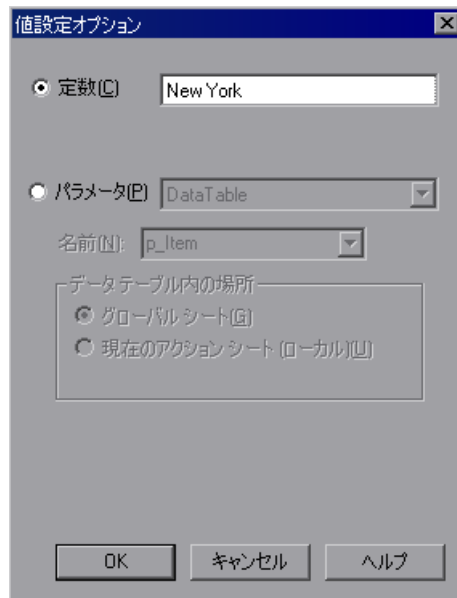 値設定オプション
定数(C) New York
パラメータ(P) DataTable
名前(N): p_Item
データ テーブル内の場所
グローバル シート(G)
現在のアクション シート (ローカル)(U)
OK キャンセル ヘルプ